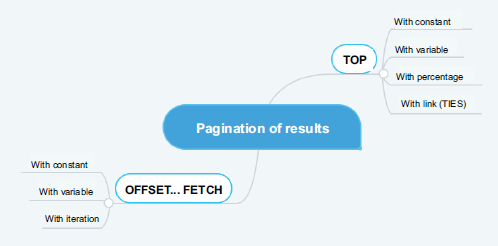 With constant
With variable
TOP
With percentage
With link (TIES)
Pagination of results
With constant
With variable
With iteration
OFFSET... FETCH